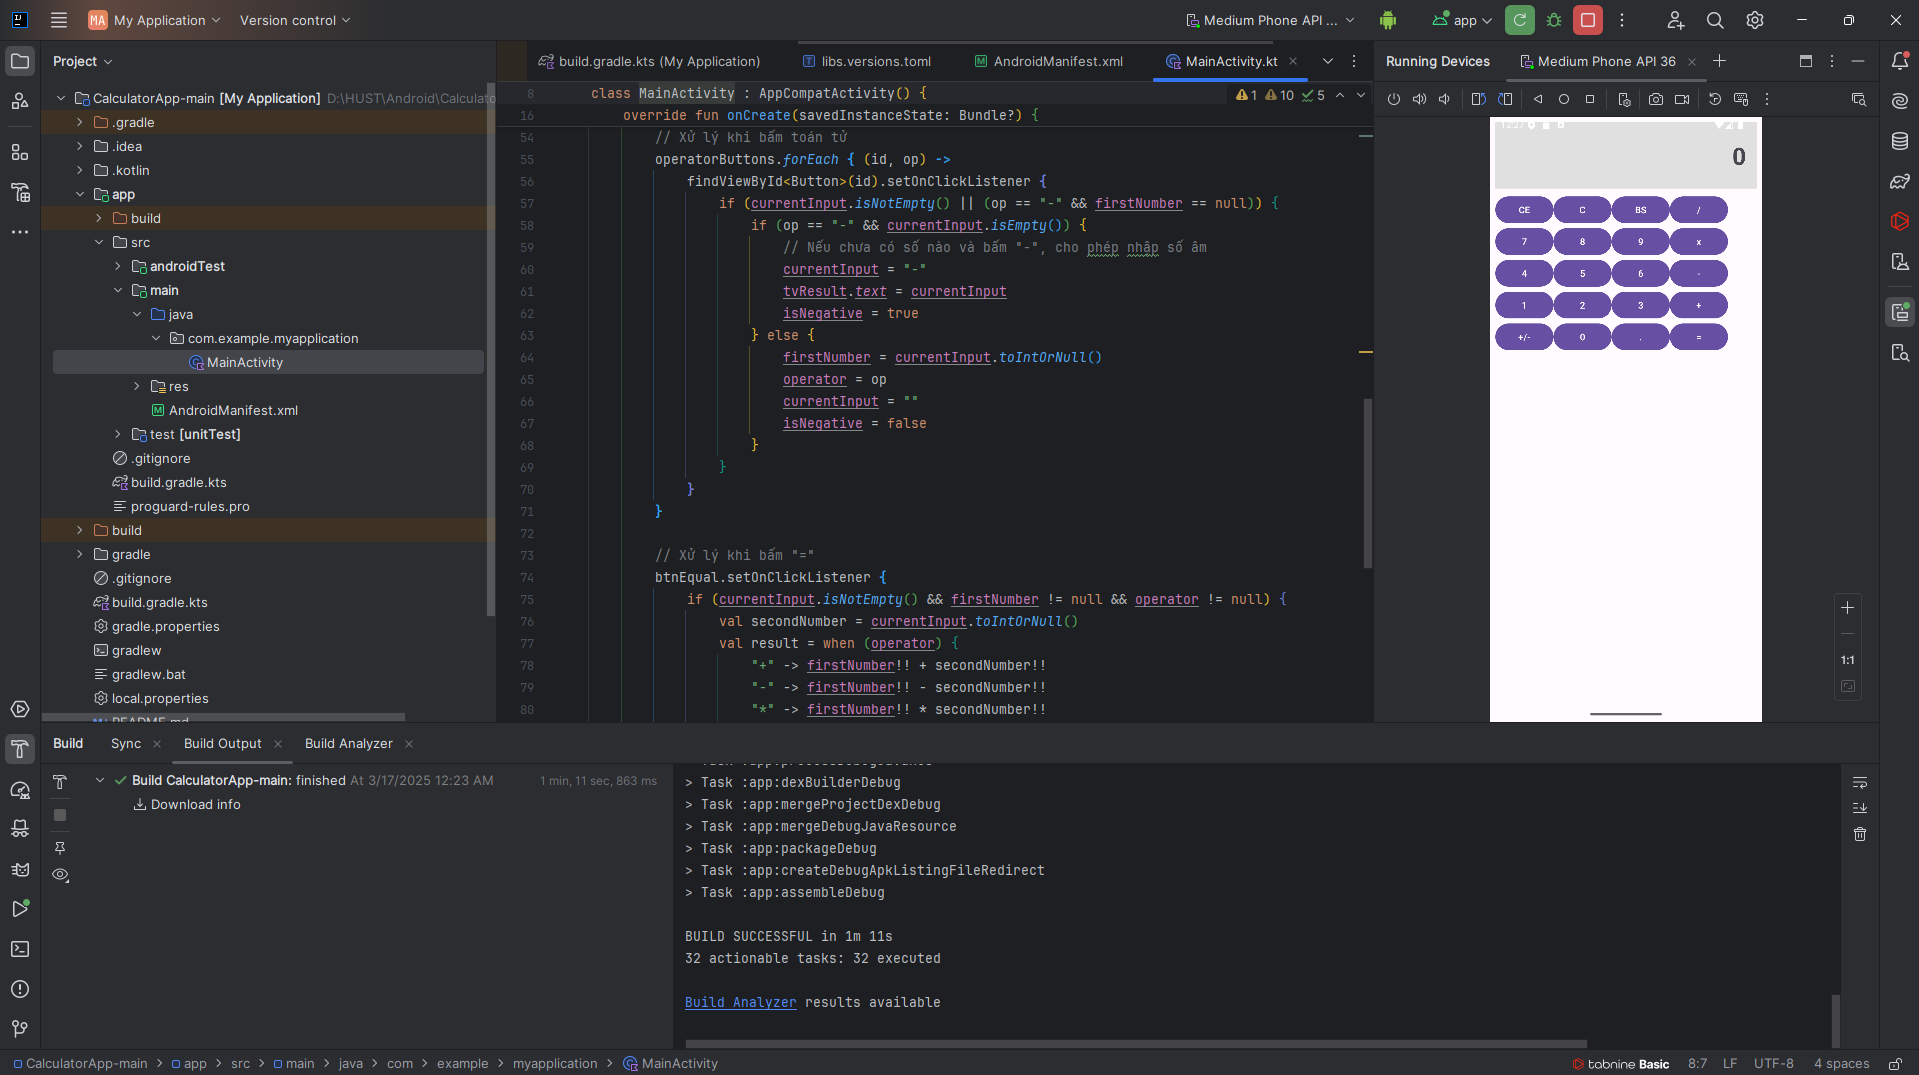 MA My Application Version control Medium Phone API ... app
Project
build.gradle.kts (My Application) libs.versions.toml AndroidManifest.xml MainActivity.kt
Running Devices Medium Phone API 36
CalculatorApp-main [My Application] D:\HUST\Android\Calculato
.gradle
.idea
.kotlin
app
build
src
androidTest
main
java
com.example.myapplication
MainActivity
res
AndroidManifest.xml
test [unitTest]
.gitignore
build.gradle.kts
proguard-rules.pro
build
gradle
.gitignore
build.gradle.kts
gradle.properties
gradlew
gradlew.bat
local.properties
README.md
8 class MainActivity : AppCompatActivity() {
1 10 5
16 override fun onCreate(savedInstanceState: Bundle?) {
54 // Xử lý khi bấm toán tử
55 operatorButtons.forEach { (id, op) ->
56 findViewById<Button>(id).setOnClickListener {
57 if (currentInput.isNotEmpty() || (op == "-" && firstNumber == null)) {
58 if (op == "-" && currentInput.isEmpty()) {
59 // Nếu chưa có số nào và bấm "-", cho phép nhập số âm
60 currentInput = "-"
61 tvResult.text = currentInput
62 isNegative = true
63 } else {
64 firstNumber = currentInput.toIntOrNull()
65 operator = op
66 currentInput = ""
67 isNegative = false
68 }
69 }
70 }
71 }
72
73 // Xử lý khi bấm "="
74 btnEqual.setOnClickListener {
75 if (currentInput.isNotEmpty() && firstNumber != null && operator != null) {
76 val secondNumber = currentInput.toIntOrNull()
77 val result = when (operator) {
78 "+" -> firstNumber!! + secondNumber!!
79 "-" -> firstNumber!! - secondNumber!!
80 "*" -> firstNumber!! * secondNumber!!
12:27
0
CE C BS /
7 8 9 x
4 5 6 -
1 2 3 +
+/- 0 . =
1:1
Build Sync Build Output Build Analyzer
Build CalculatorApp-main: finished At 3/17/2025 12:23 AM 1 min, 11 sec, 863 ms
Download info
> Task :app:dexBuilderDebug
> Task :app:mergeProjectDexDebug
> Task :app:mergeDebugJavaResource
> Task :app:packageDebug
> Task :app:createDebugApkListingFileRedirect
> Task :app:assembleDebug
BUILD SUCCESSFUL in 1m 11s
32 actionable tasks: 32 executed
Build Analyzer results available
CalculatorApp-main > app > src > main > java > com > example > myapplication > MainActivity
tabnine Basic 8:7 LF UTF-8 4 spaces